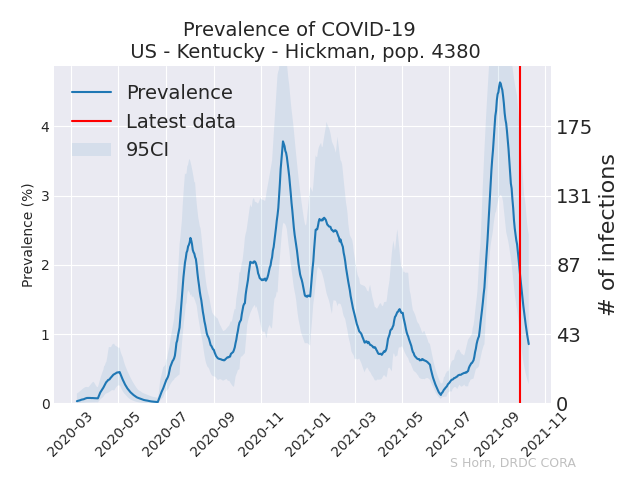 Prevalence of COVID-19
US - Kentucky - Hickman, pop. 4380
Prevalence
Latest data
95CI
Prevalence (%)
4
3
2
1
0
175
131
87
43
0
# of infections
2020-03
2020-05
2020-07
2020-09
2020-11
2021-01
2021-03
2021-05
2021-07
2021-09
2021-11
S Horn, DRDC CORA